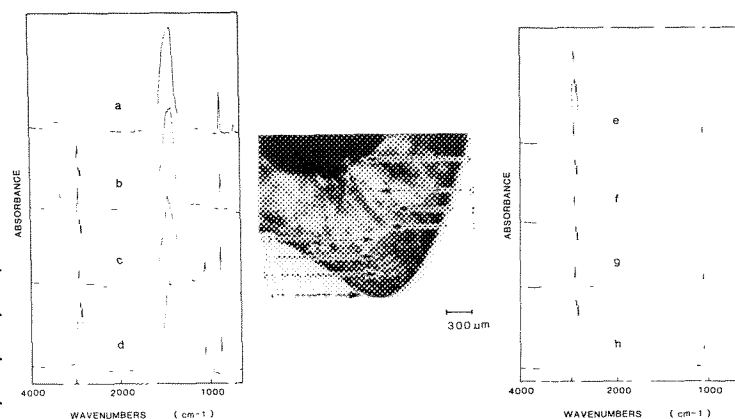 ABSORBANCE
a
b
c
d
4000
2000
1000
WAVENUMBERS ( cm-1 )
300 µm
ABSORBANCE
e
f
g
h
4000
2000
1000
WAVENUMBERS ( cm-1 )